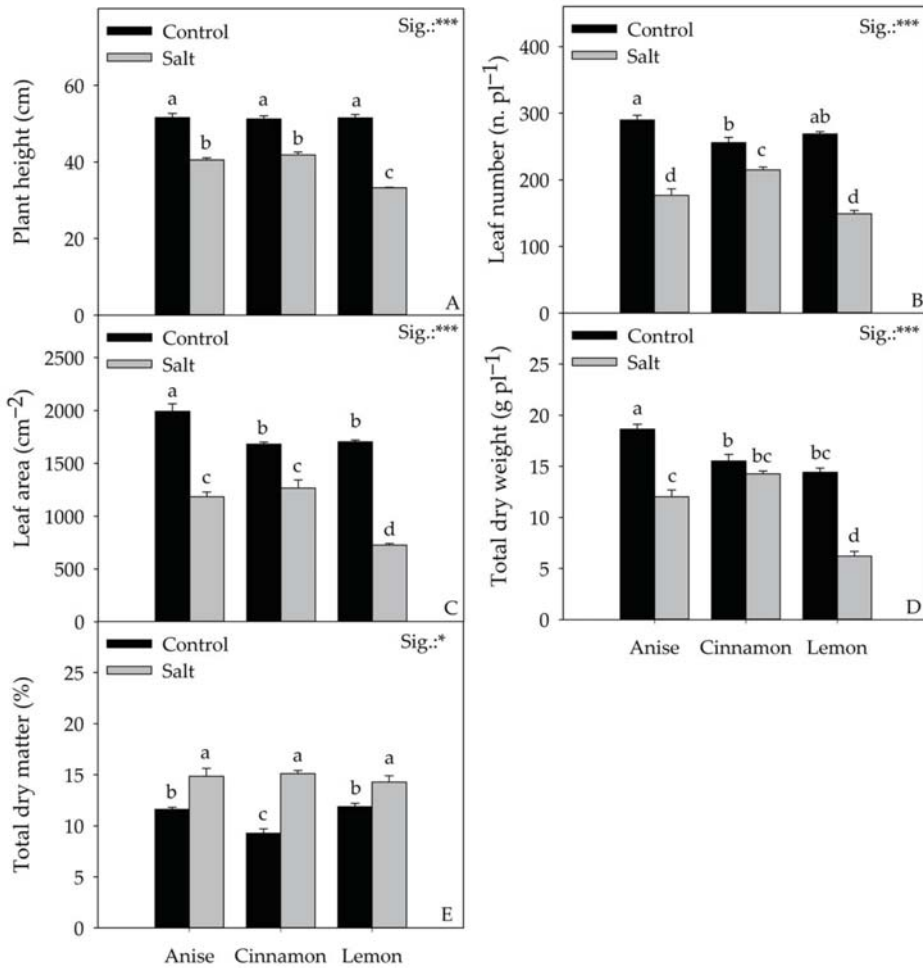 Control
Salt
Sig.:***
Plant height (cm)
60
40
20
0
a
b
a
b
a
c
A
Control
Salt
Sig.:***
Leaf number (n. pl⁻¹)
400
300
200
100
0
a
d
b
c
ab
d
B
Control
Salt
Sig.:***
Leaf area (cm⁻²)
2500
2000
1500
1000
500
0
a
c
b
c
b
d
C
Control
Salt
Sig.:***
Total dry weight (g pl⁻¹)
25
20
15
10
5
0
a
c
b
bc
bc
d
D
Anise Cinnamon Lemon
Control
Salt
Sig.:*
Total dry matter (%)
25
20
15
10
5
0
b
a
c
a
b
a
E
Anise Cinnamon Lemon